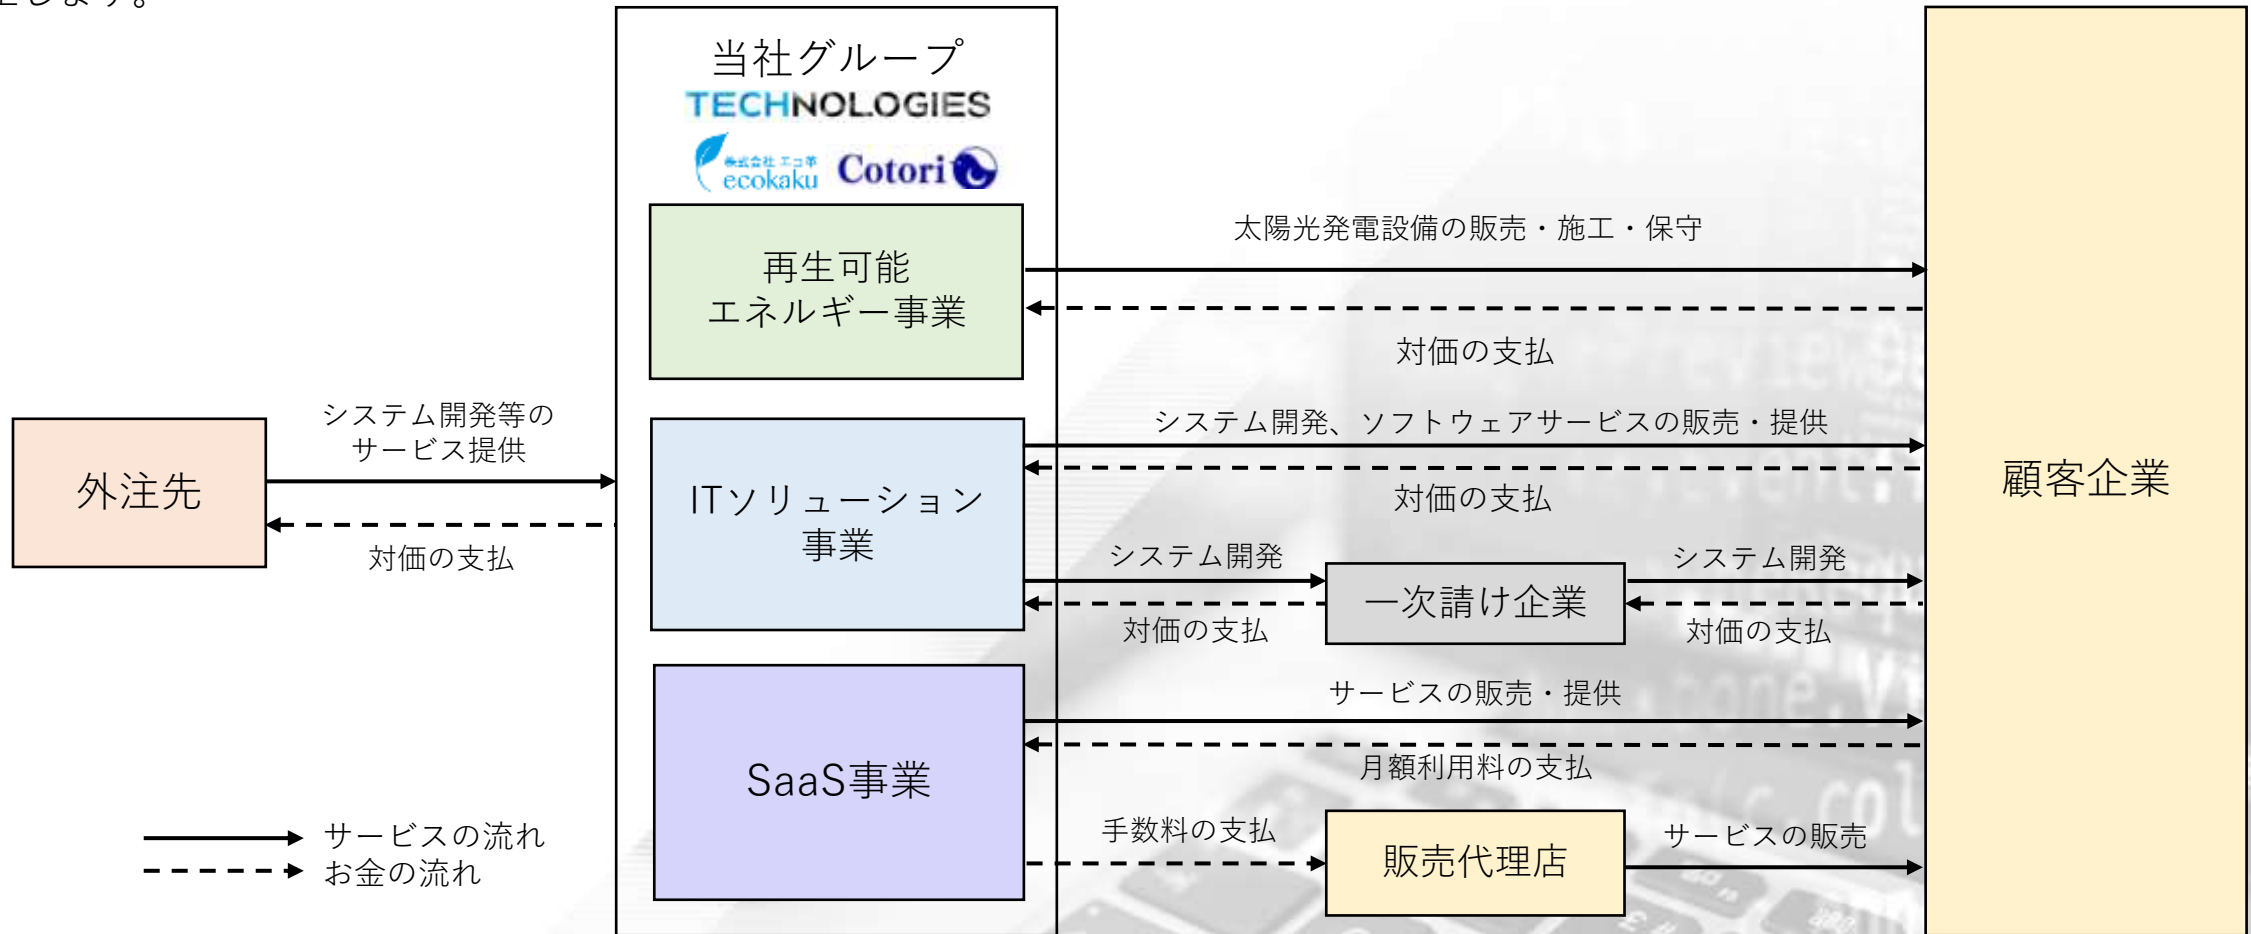 当社グループ
TECHNOLOGIES
株式会社 エコ革
ecokaku
Cotori
再生可能
エネルギー事業
太陽光発電設備の販売・施工・保守
対価の支払
外注先
システム開発等の
サービス提供
対価の支払
ITソリューション
事業
システム開発、ソフトウェアサービスの販売・提供
対価の支払
システム開発
対価の支払
一次請け企業
システム開発
対価の支払
SaaS事業
サービスの販売・提供
月額利用料の支払
手数料の支払
販売代理店
サービスの販売
顧客企業
サービスの流れ
お金の流れ